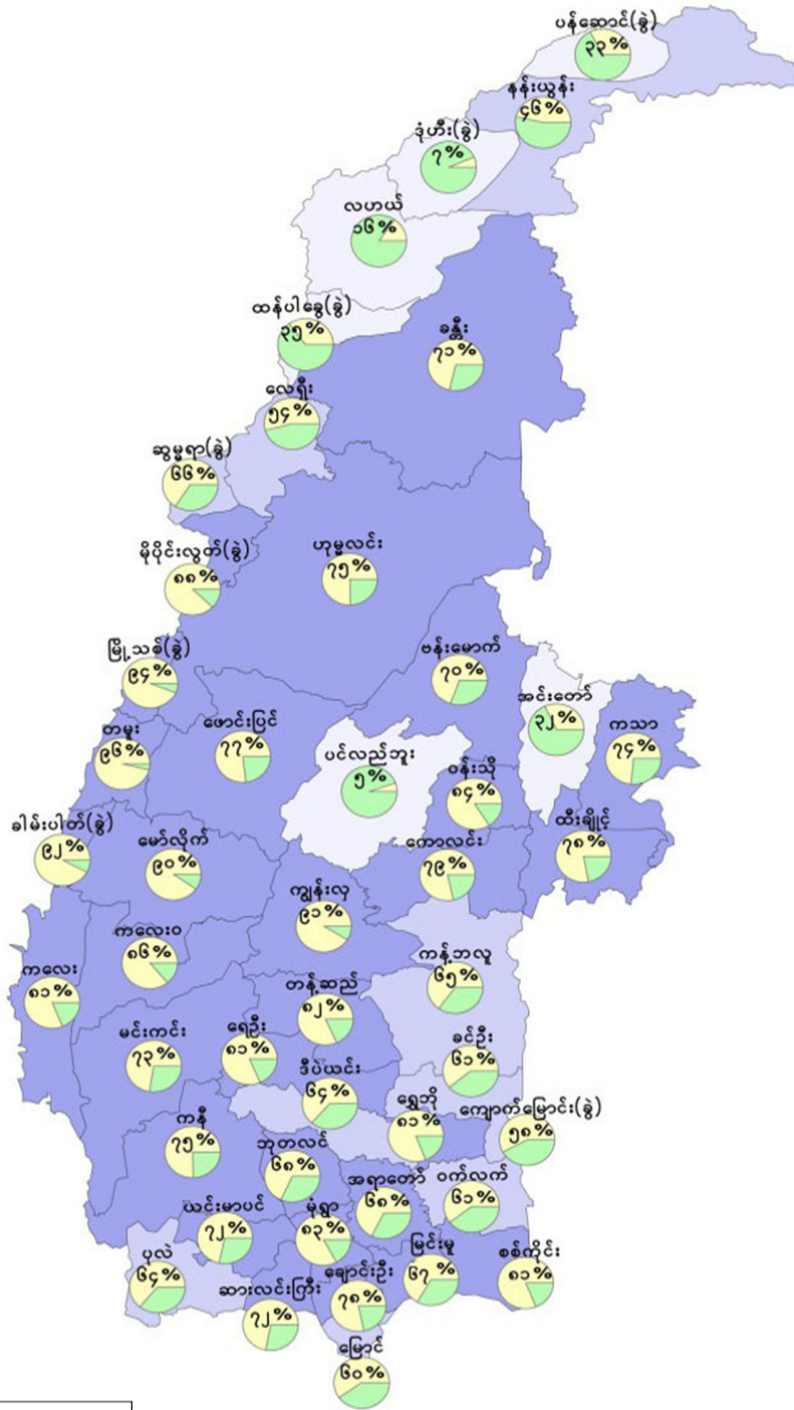 ပန်ဆောင်(ခွဲ)
၃၃%
နန်းယွန်း
၄၆%
ဒုံဟီး(ခွဲ)
၇%
လဟယ်
၁၆%
ထန်ပါခွေ(ခွဲ)
၃၅%
ခန္တီး
၇၁%
လေရှီး
၅၄%
ဆွမ္မရာ(ခွဲ)
၆၆%
မိုပိုင်းလွတ်(ခွဲ)
၈၈%
ဟုမ္မလင်း
၇၅%
မြို့သစ်(ခွဲ)
၉၄%
ဗန်းမောက်
၇၀%
အင်းတော်
၃၂%
ကသာ
၇၄%
တမူး
၉၆%
ဖောင်းပြင်
၇၇%
ပင်လည်ဘူး
၅%
ဝန်းသို
၈၄%
ထီးချိုင့်
၇၈%
ခါမ်းပါတ်(ခွဲ)
၉၂%
မော်လိုက်
၉၀%
ကောလင်း
၇၉%
ကျွန်းလှ
၉၁%
ကလေးဝ
၈၆%
ကလေး
၈၁%
ကန့်ဘလူ
၆၅%
တန့်ဆည်
၈၂%
မင်းကင်း
၇၃%
ရေဦး
၈၁%
ခင်ဦး
၆၁%
ဒီပဲယင်း
၆၄%
ရွှေဘို
၈၁%
ကျောက်မြောင်း(ခွဲ)
၅၈%
ကနီ
၇၅%
ဘုတလင်
၆၈%
အရာတော်
၆၈%
ဝက်လက်
၆၁%
ယင်းမာပင်
၇၂%
မုံရွာ
၈၃%
ပုလဲ
၆၄%
ဆားလင်းကြီး
၇၂%
ချောင်းဦး
၇၈%
မြင်းမူ
၆၇%
စစ်ကိုင်း
၈၁%
မြောင်
၆၀%